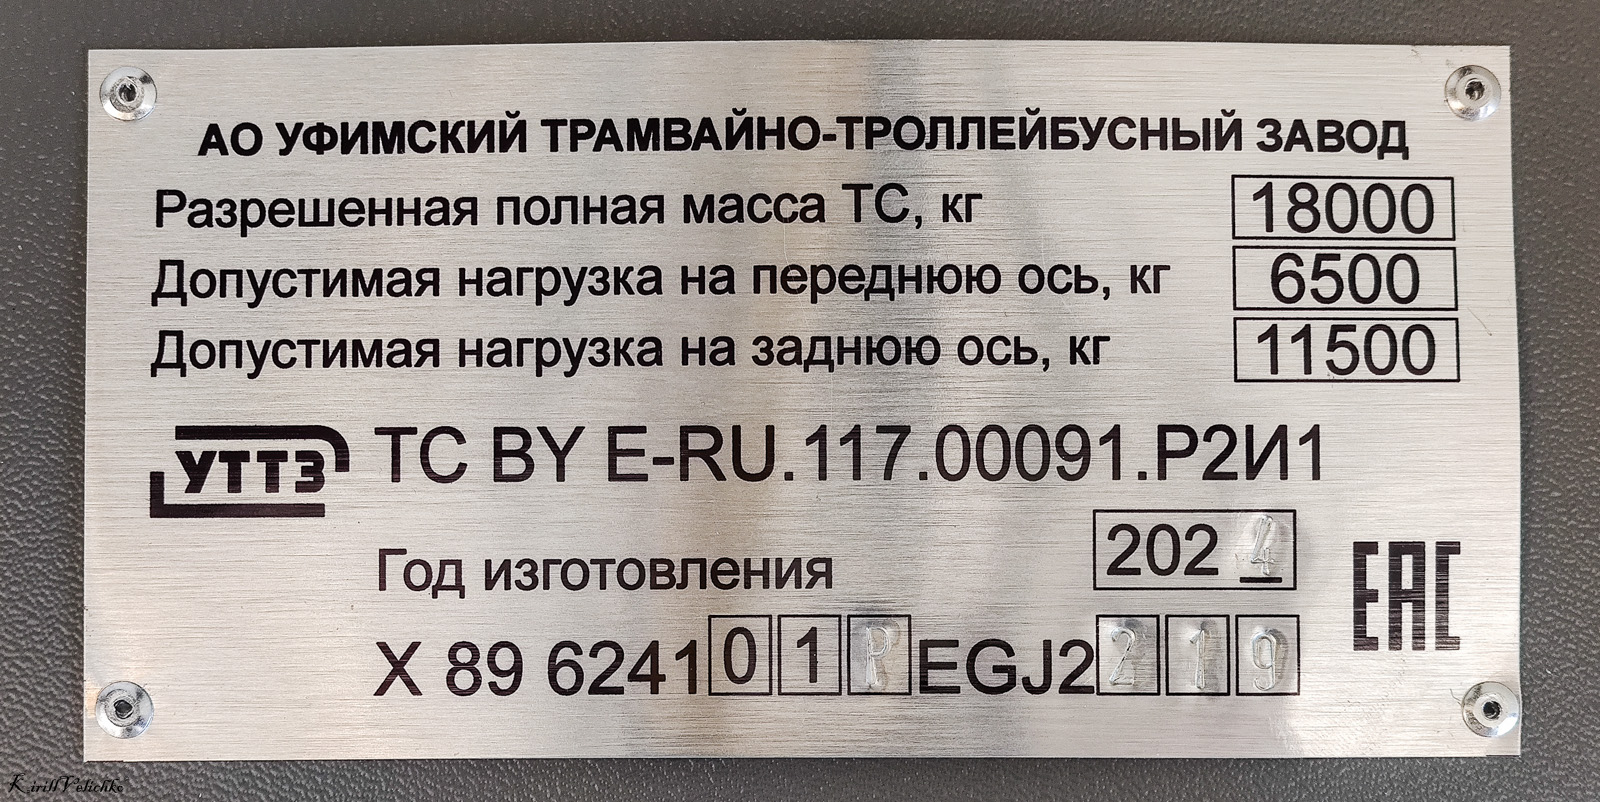 АО УФИМСКИЙ ТРАМВАЙНО-ТРОЛЛЕЙБУСНЫЙ ЗАВОД
Разрешенная полная масса ТС, кг 18000
Допустимая нагрузка на переднюю ось, кг 6500
Допустимая нагрузка на заднюю ось, кг 11500
УТТЗ ТС BY E-RU.117.00091.Р2И1
Год изготовления 2024
EAC
X 89 624101REGJ2219
Kirill Velichko